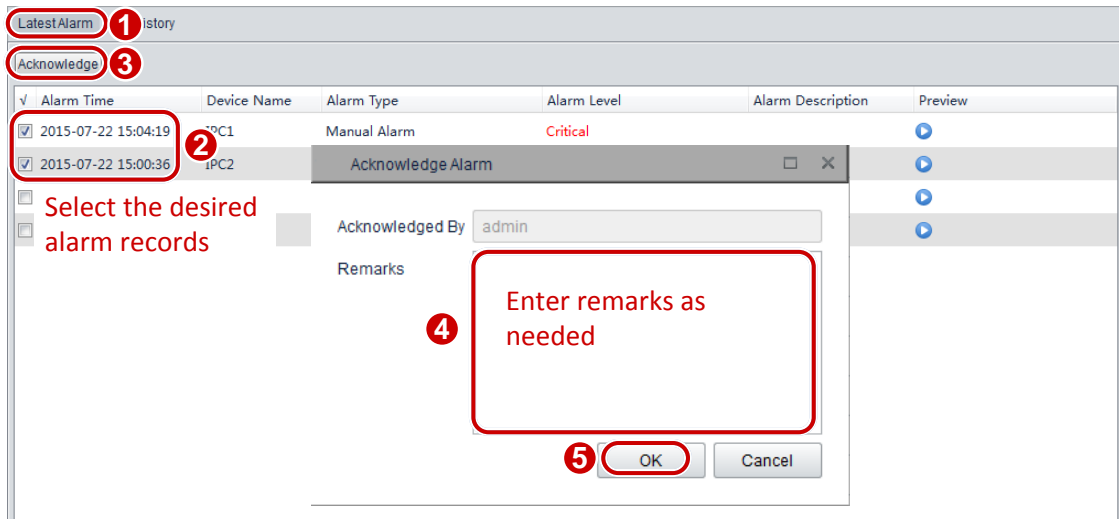 Latest Alarm 1 istory
Acknowledge 3
√ Alarm Time Device Name Alarm Type Alarm Level Alarm Description Preview
2015-07-22 15:04:19 IPC1 Manual Alarm Critical
2
2015-07-22 15:00:36 IPC2
Acknowledge Alarm
Select the desired
alarm records
Acknowledged By admin
Remarks
4
Enter remarks as
needed
5 OK Cancel